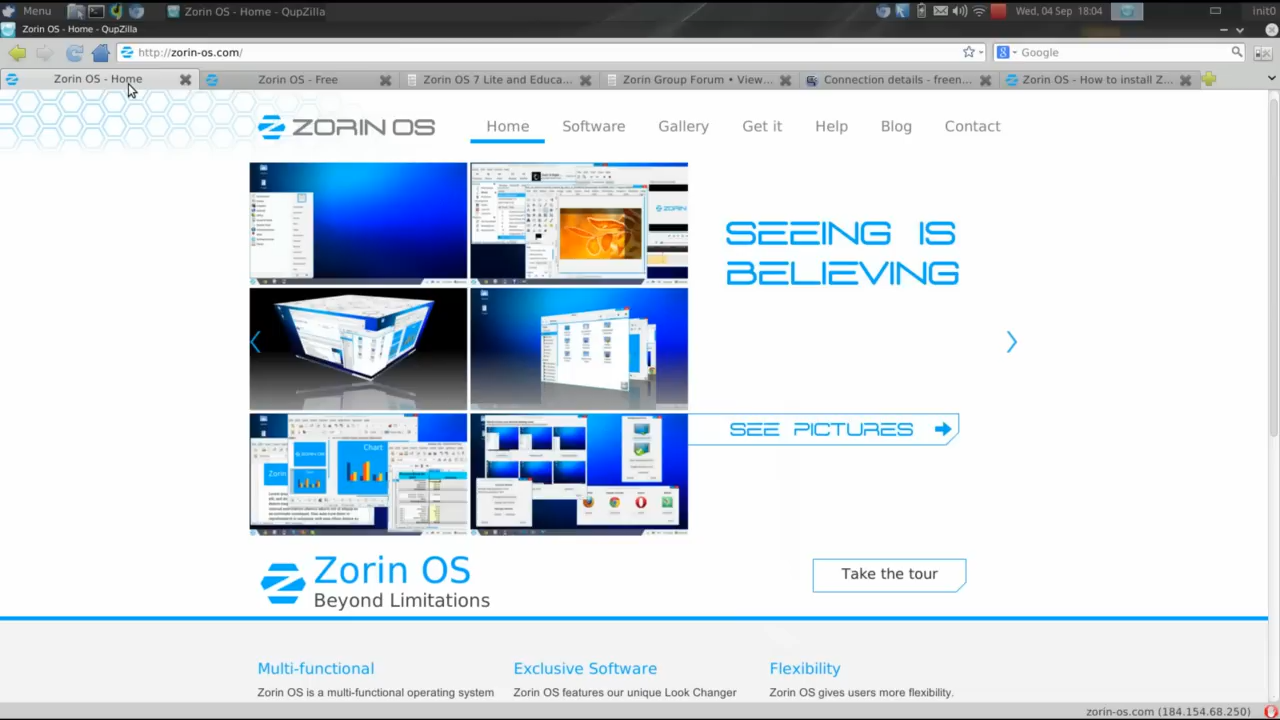 Menu
Zorin OS - Home - QupZilla
Wed, 04 Sep 18:04
init0
Zorin OS - Home - QupZilla
http://zorin-os.com/
Google
Zorin OS - Home
Zorin OS - Free
Zorin OS 7 Lite and Educa...
Zorin Group Forum • View...
Connection details - freen...
Zorin OS - How to install Z...
ZORIN OS
Home
Software
Gallery
Get it
Help
Blog
Contact
SEEING IS
BELIEVING
ZORIN
SEE PICTURES
Chart
Zorin
Zorin OS
Beyond Limitations
Take the tour
Multi-functional
Exclusive Software
Flexibility
Zorin OS is a multi-functional operating system
Zorin OS features our unique Look Changer
Zorin OS gives users more flexibility.
zorin-os.com (184.154.68.250)